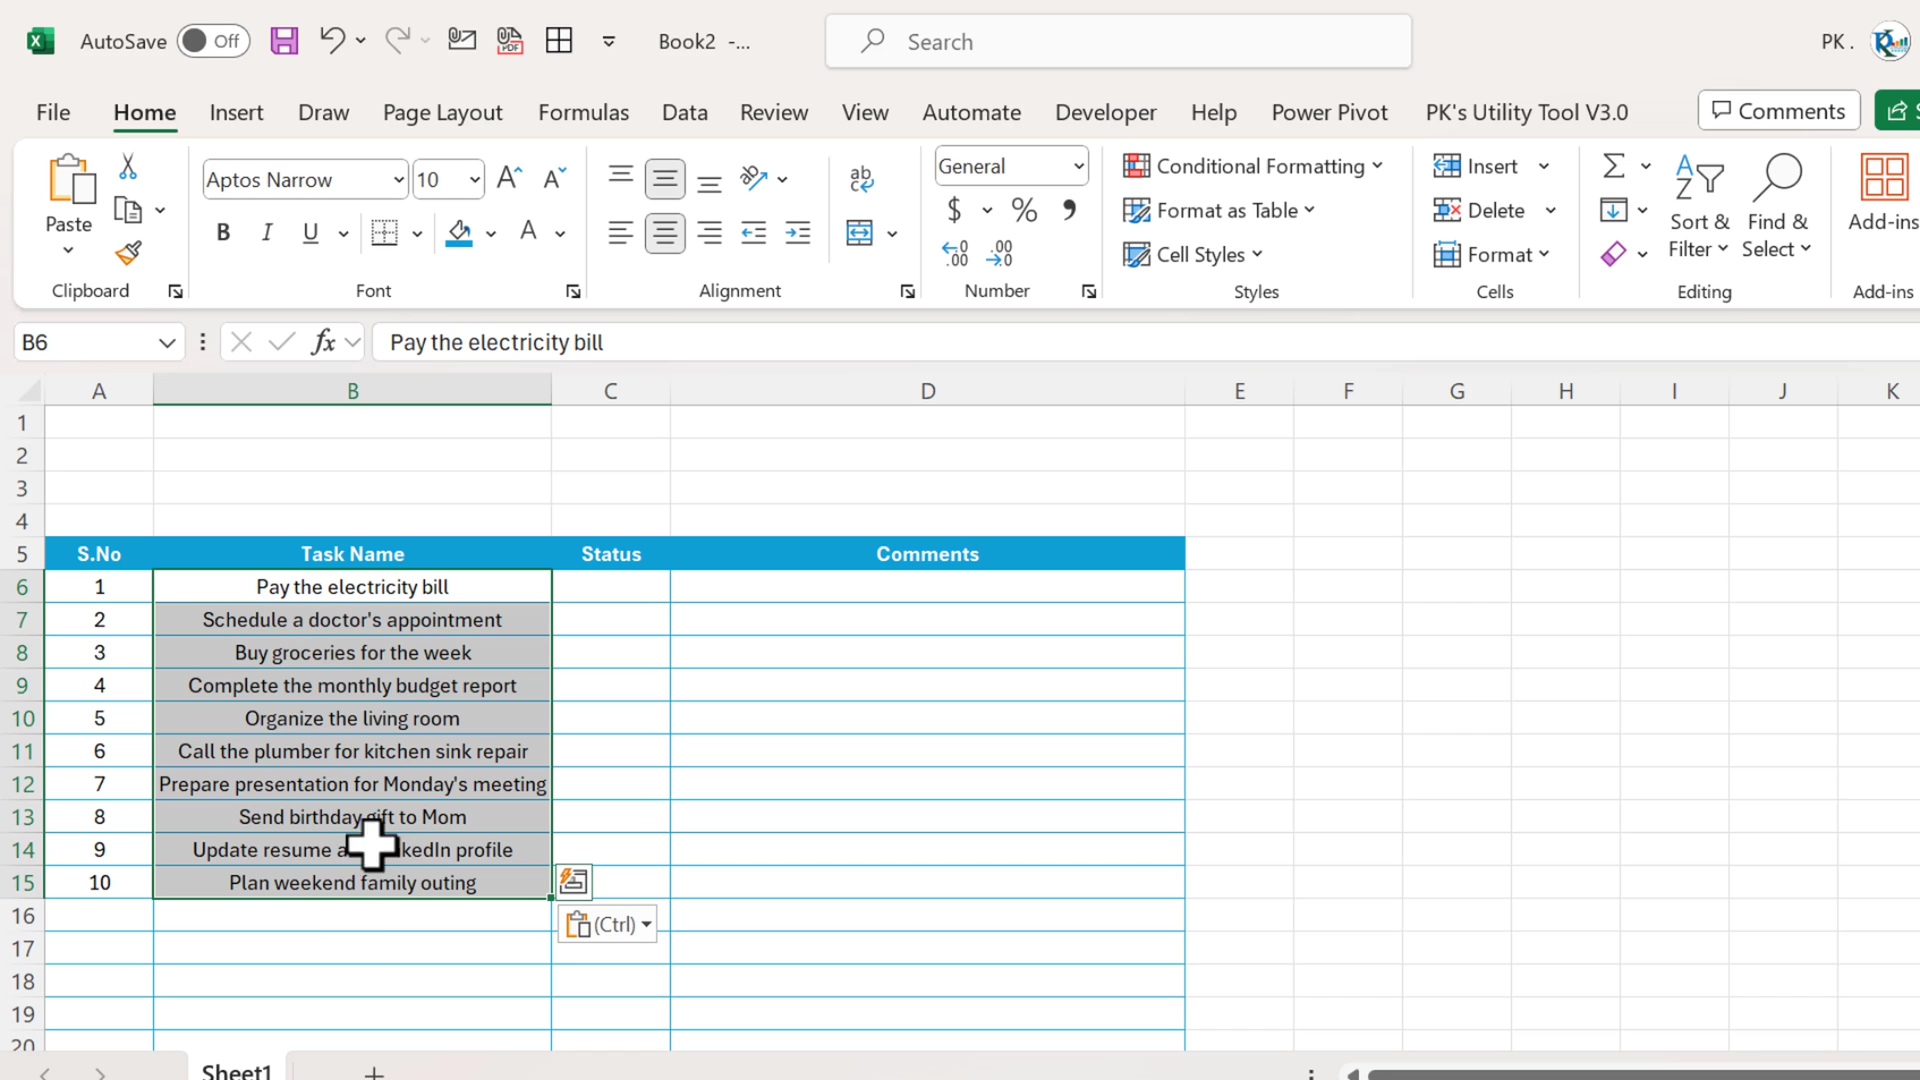 AutoSave Off PDF Book2 -... Search PK .
File Home Insert Draw Page Layout Formulas Data Review View Automate Developer Help Power Pivot PK's Utility Tool V3.0 Comments
Paste
Clipboard
Aptos Narrow 10 A A
B I U A
Font
ab
Alignment
General
$ % ,
.00 .00
Number
Conditional Formatting
Format as Table
Cell Styles
Styles
Insert
Delete
Format
Cells
Sort & Filter
Find & Select
Editing
Add-ins
Add-ins
B6 fx Pay the electricity bill
A B C D E F G H I J K
1
2
3
4
5 S.No Task Name Status Comments
6 1 Pay the electricity bill
7 2 Schedule a doctor's appointment
8 3 Buy groceries for the week
9 4 Complete the monthly budget report
10 5 Organize the living room
11 6 Call the plumber for kitchen sink repair
12 7 Prepare presentation for Monday's meeting
13 8 Send birthday gift to Mom
14 9 Update resume profile
15 10 Plan weekend family outing
16 (Ctrl)
17
18
19
20
Sheet1 +